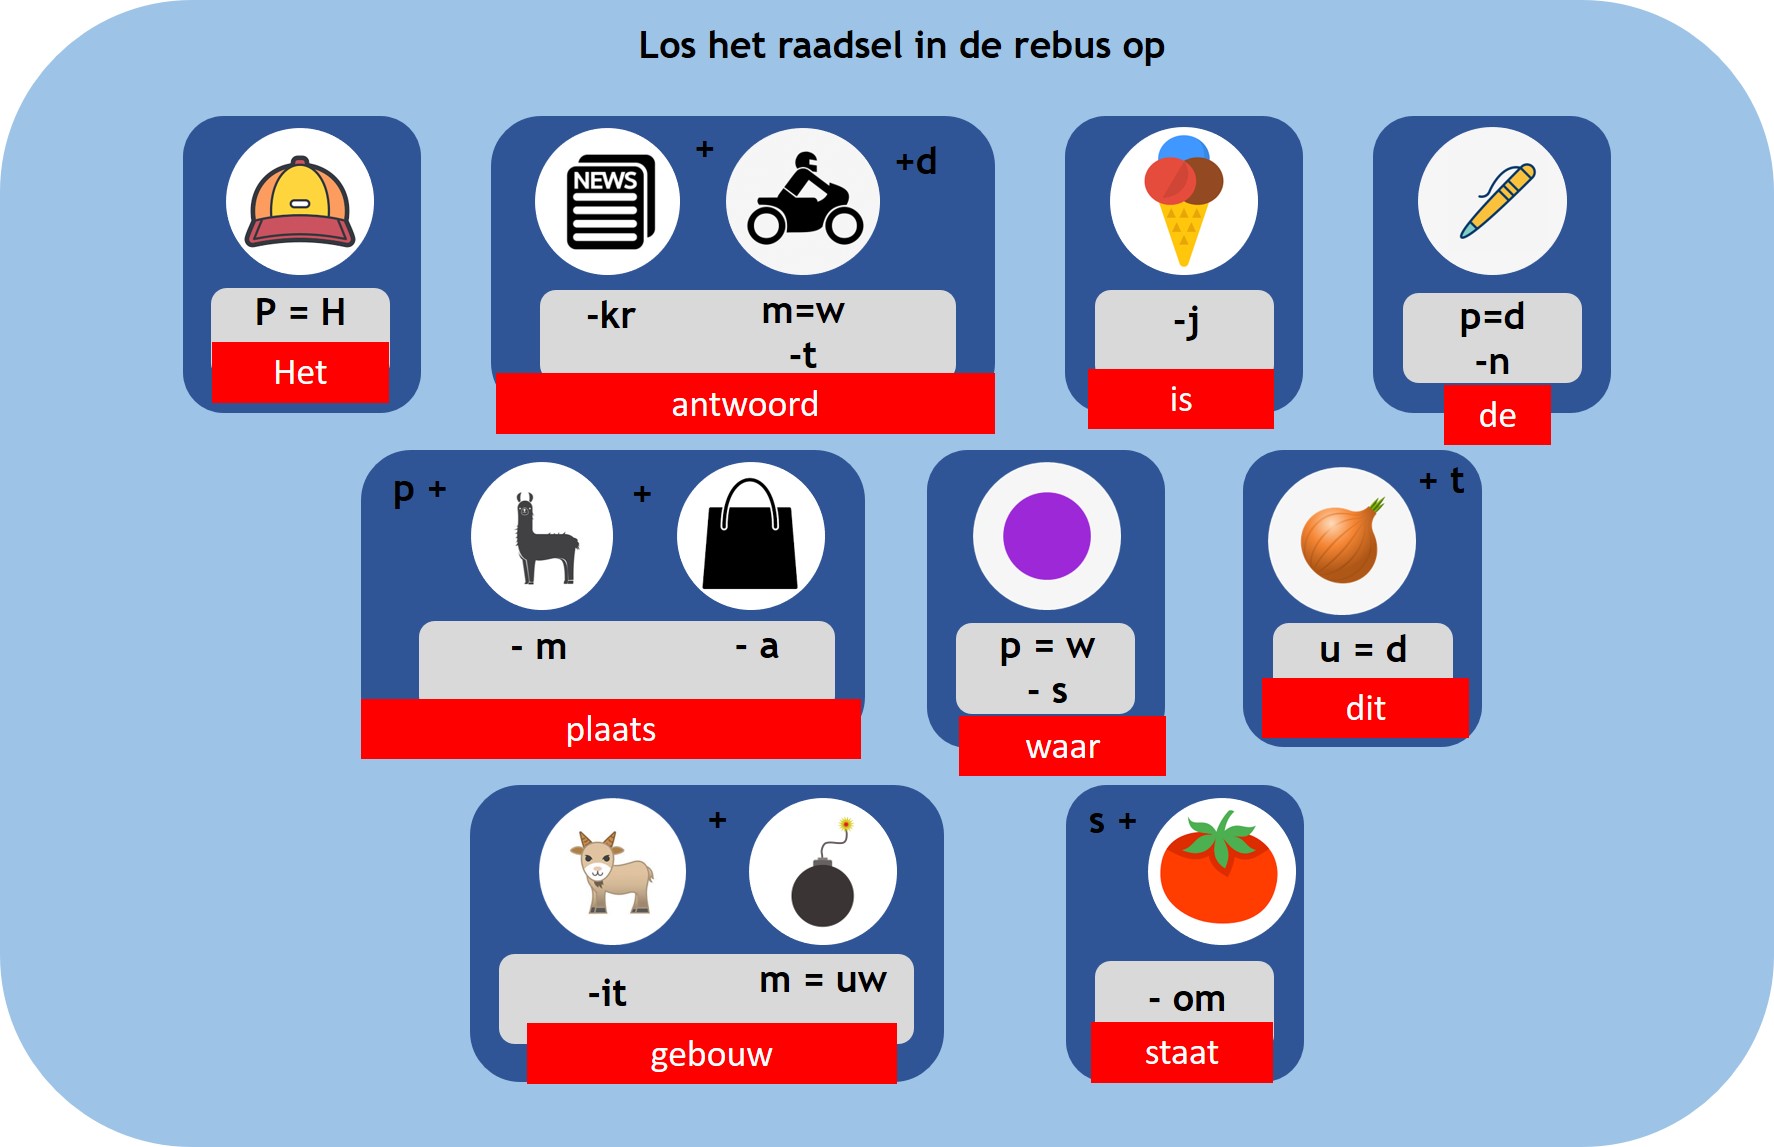 Los het raadsel in de rebus op
P = H
Het
NEWS
+
+d
-kr
m=w
-t
antwoord
-j
is
p=d
-n
de
p +
+
- m
- a
plaats
p = w
- s
waar
+ t
u = d
dit
+
-it
m = uw
gebouw
s +
- om
staat